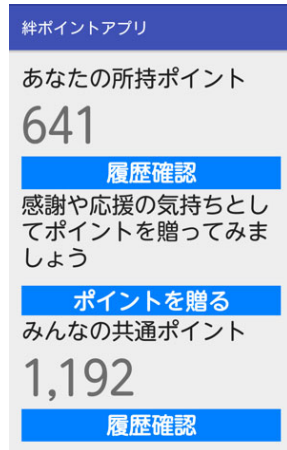 絆ポイントアプリ
あなたの所持ポイント
641
履歴確認
感謝や応援の気持ちとし
てポイントを贈ってみま
しょう
ポイントを贈る
みんなの共通ポイント
1,192
履歴確認